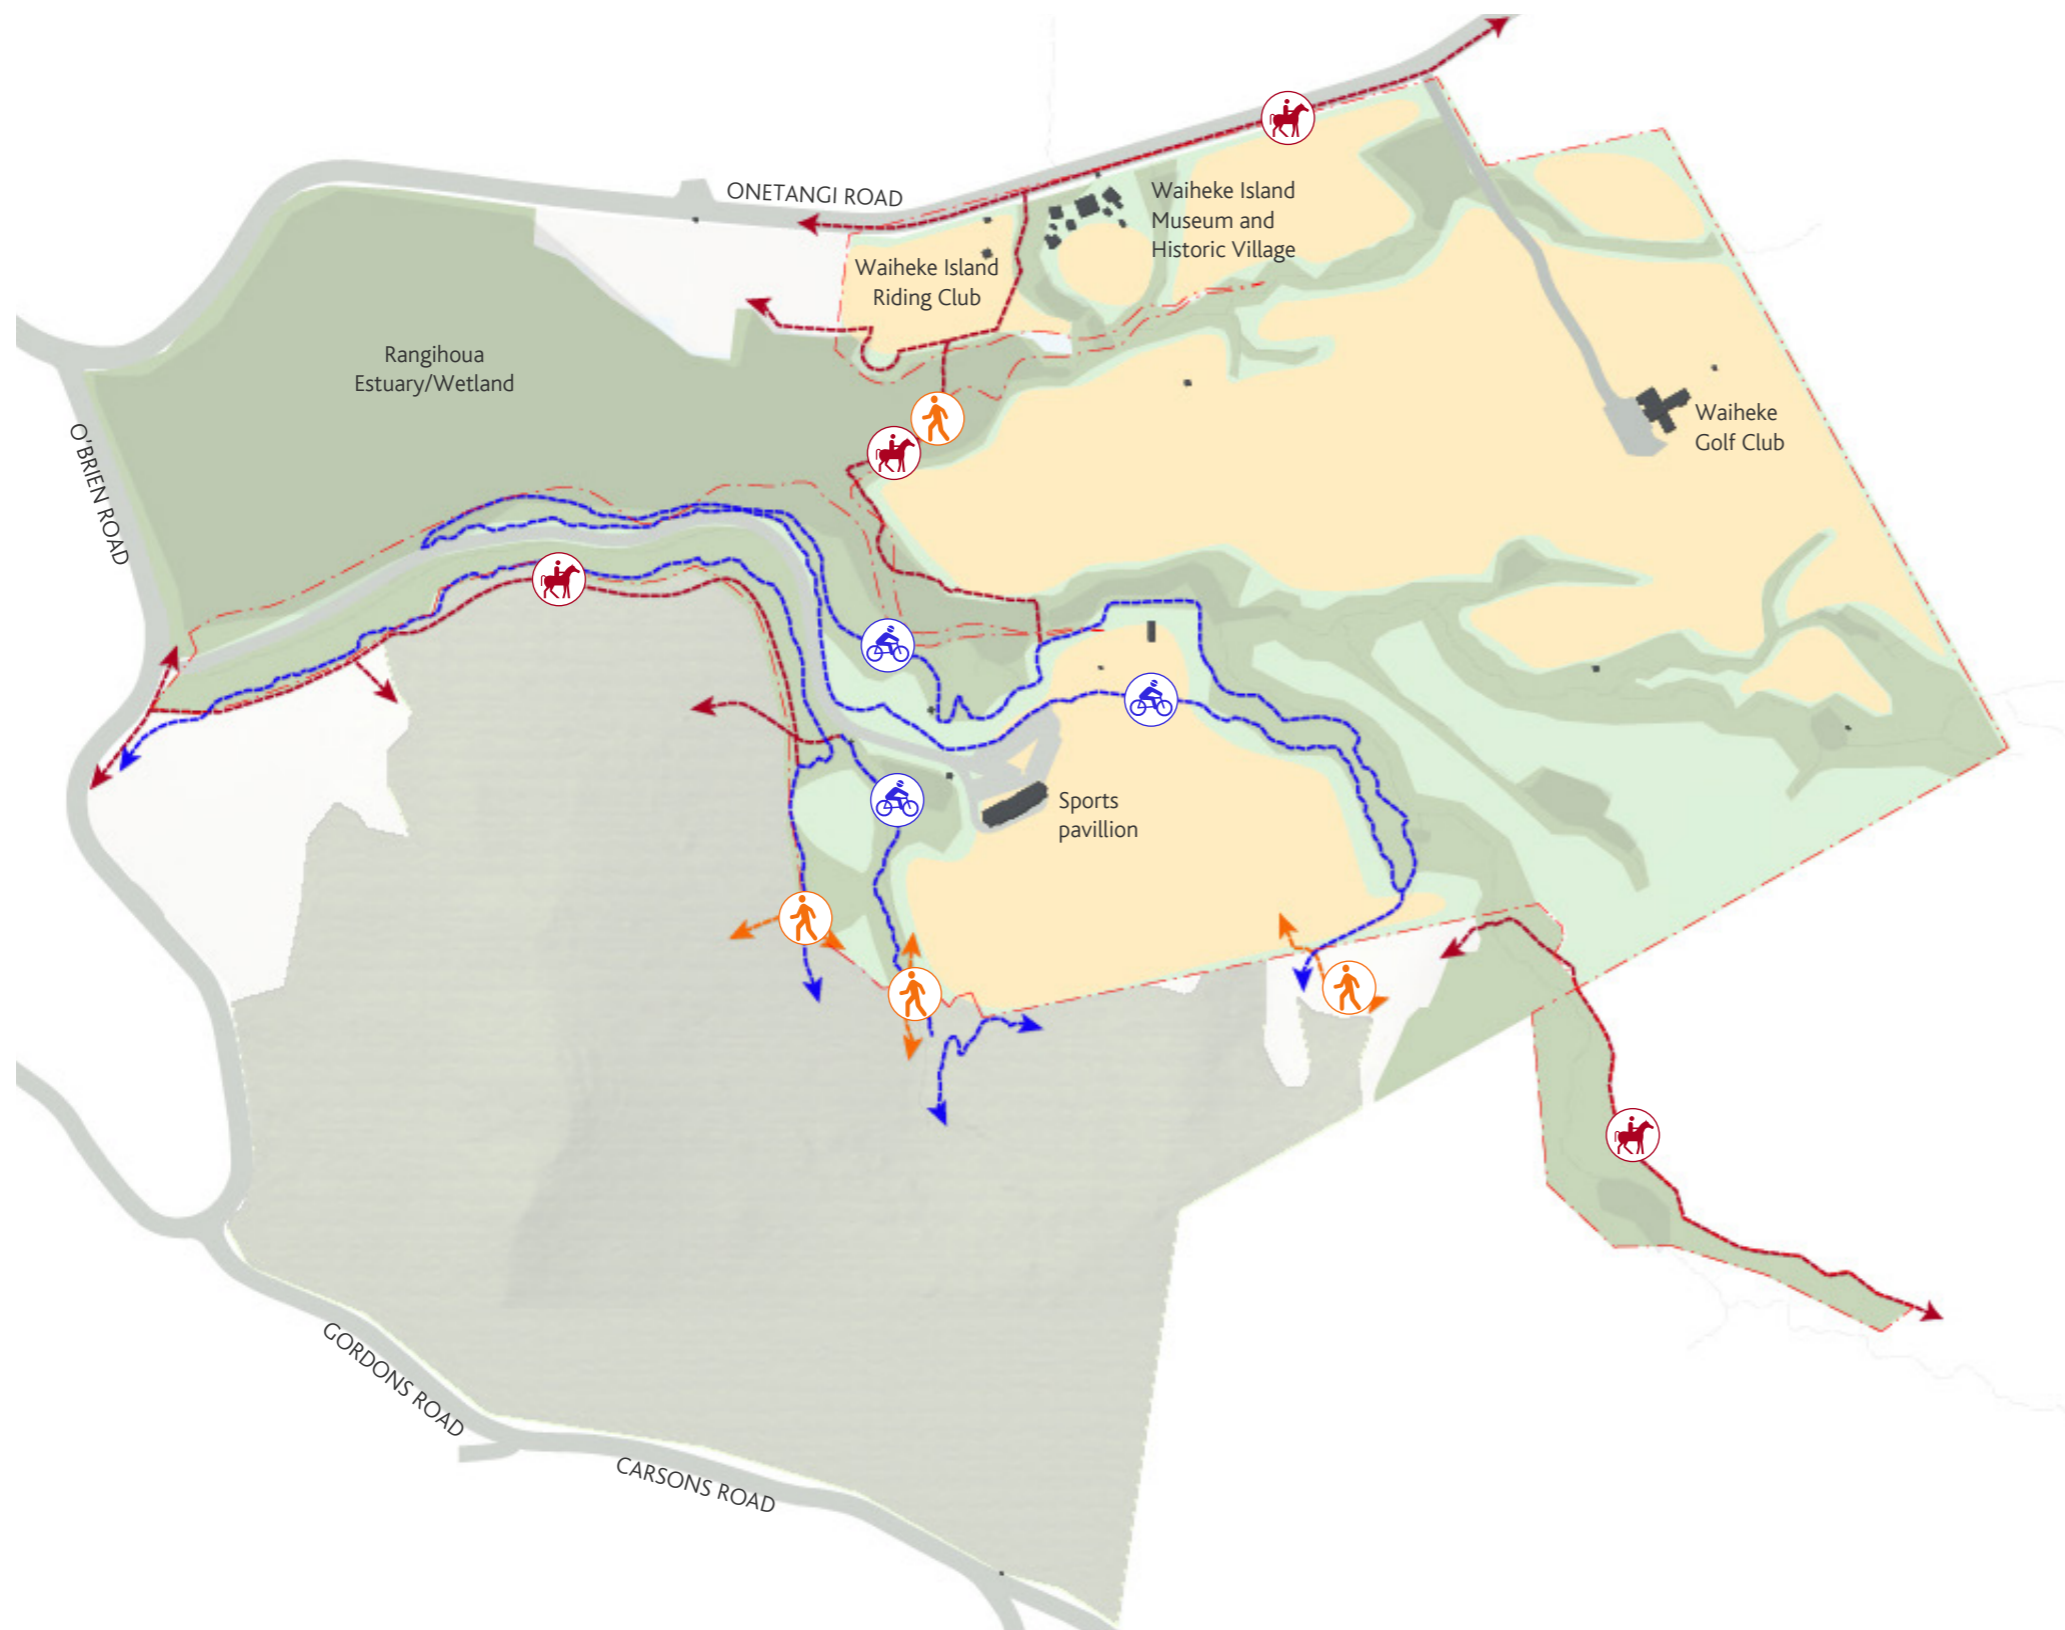 ONETANGI ROAD
Waiheke Island
Museum and
Historic Village
Waiheke Island
Riding Club
Rangihoua
Estuary/Wetland
Waiheke
Golf Club
O'BRIEN ROAD
Sports
pavillion
GORDONS ROAD
CARSONS ROAD